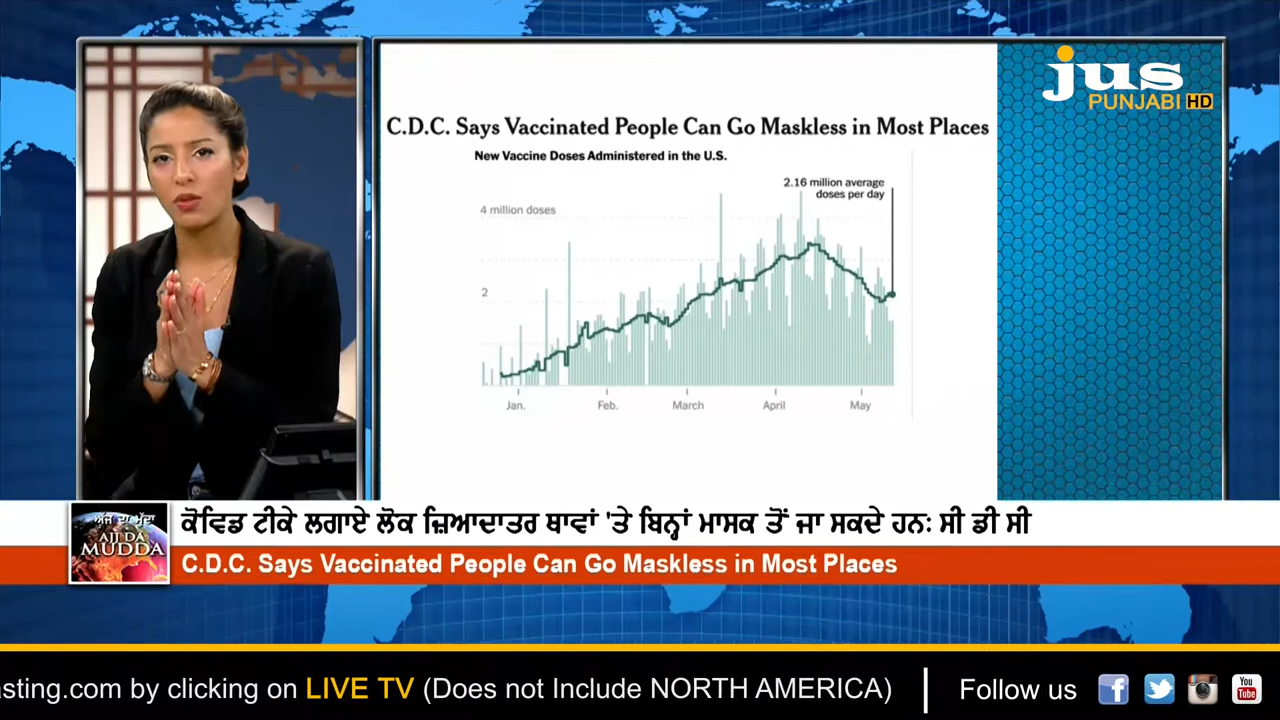 jus
PUNJABI HD
C.D.C. Says Vaccinated People Can Go Maskless in Most Places
New Vaccine Doses Administered in the U.S.
2.16 million average
doses per day
4 million doses
2
Jan.
Feb.
March
April
May
ਅੱਜ ਦਾ ਮੁੱਦਾ
AJJ DA
MUDDA
ਕੋਵਿਡ ਟੀਕੇ ਲਗਾਏ ਲੋਕ ਜ਼ਿਆਦਾਤਰ ਥਾਵਾਂ 'ਤੇ ਬਿਨ੍ਹਾਂ ਮਾਸਕ ਤੋਂ ਜਾ ਸਕਦੇ ਹਨਃ ਸੀ ਡੀ ਸੀ
C.D.C. Says Vaccinated People Can Go Maskless in Most Places
asting.com by clicking on LIVE TV (Does not Include NORTH AMERICA)
Follow us
You
Tube